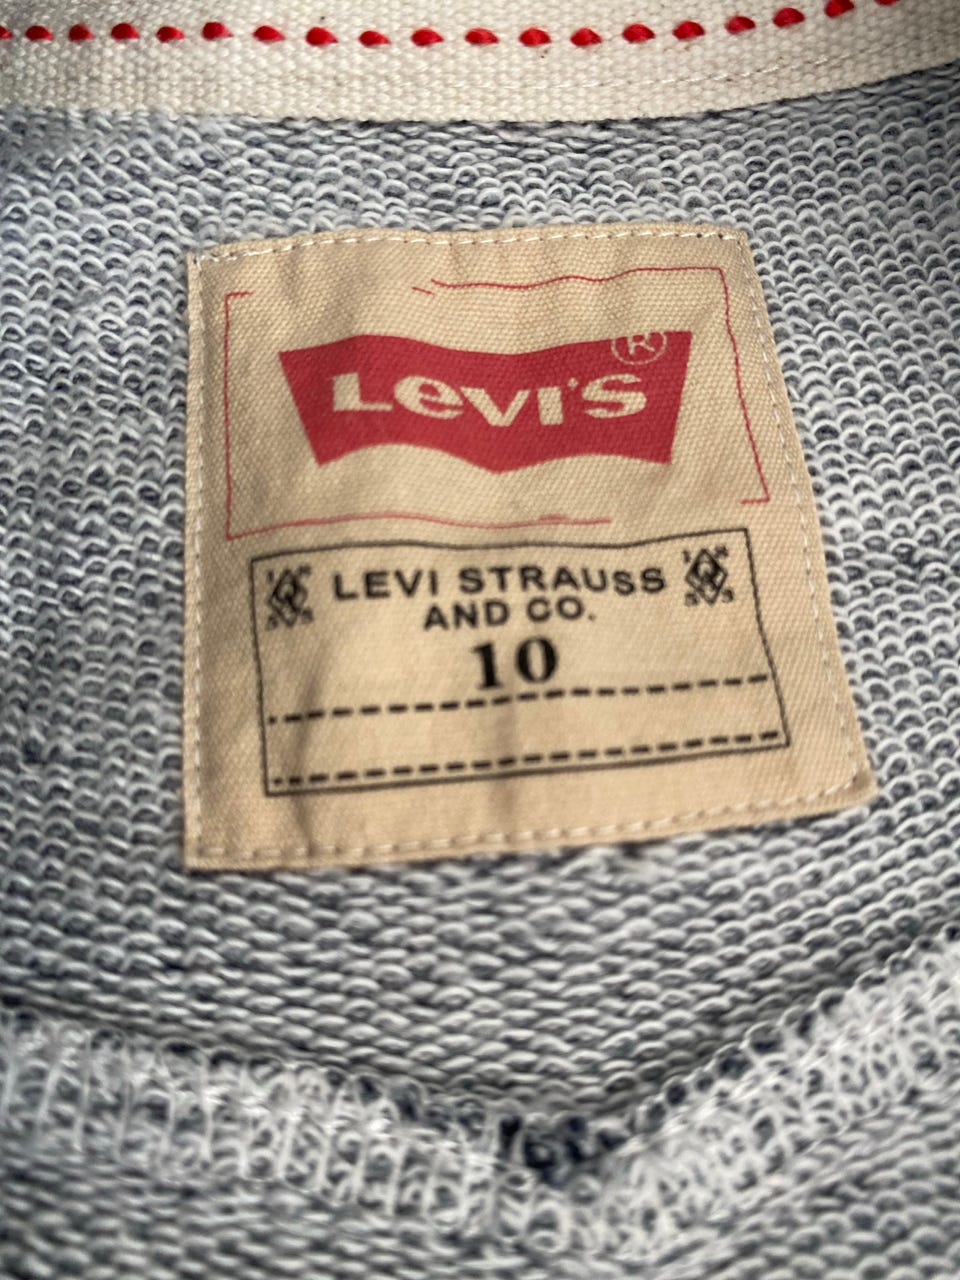 LEVI'S®
LEVI STRAUSS
AND CO.
10